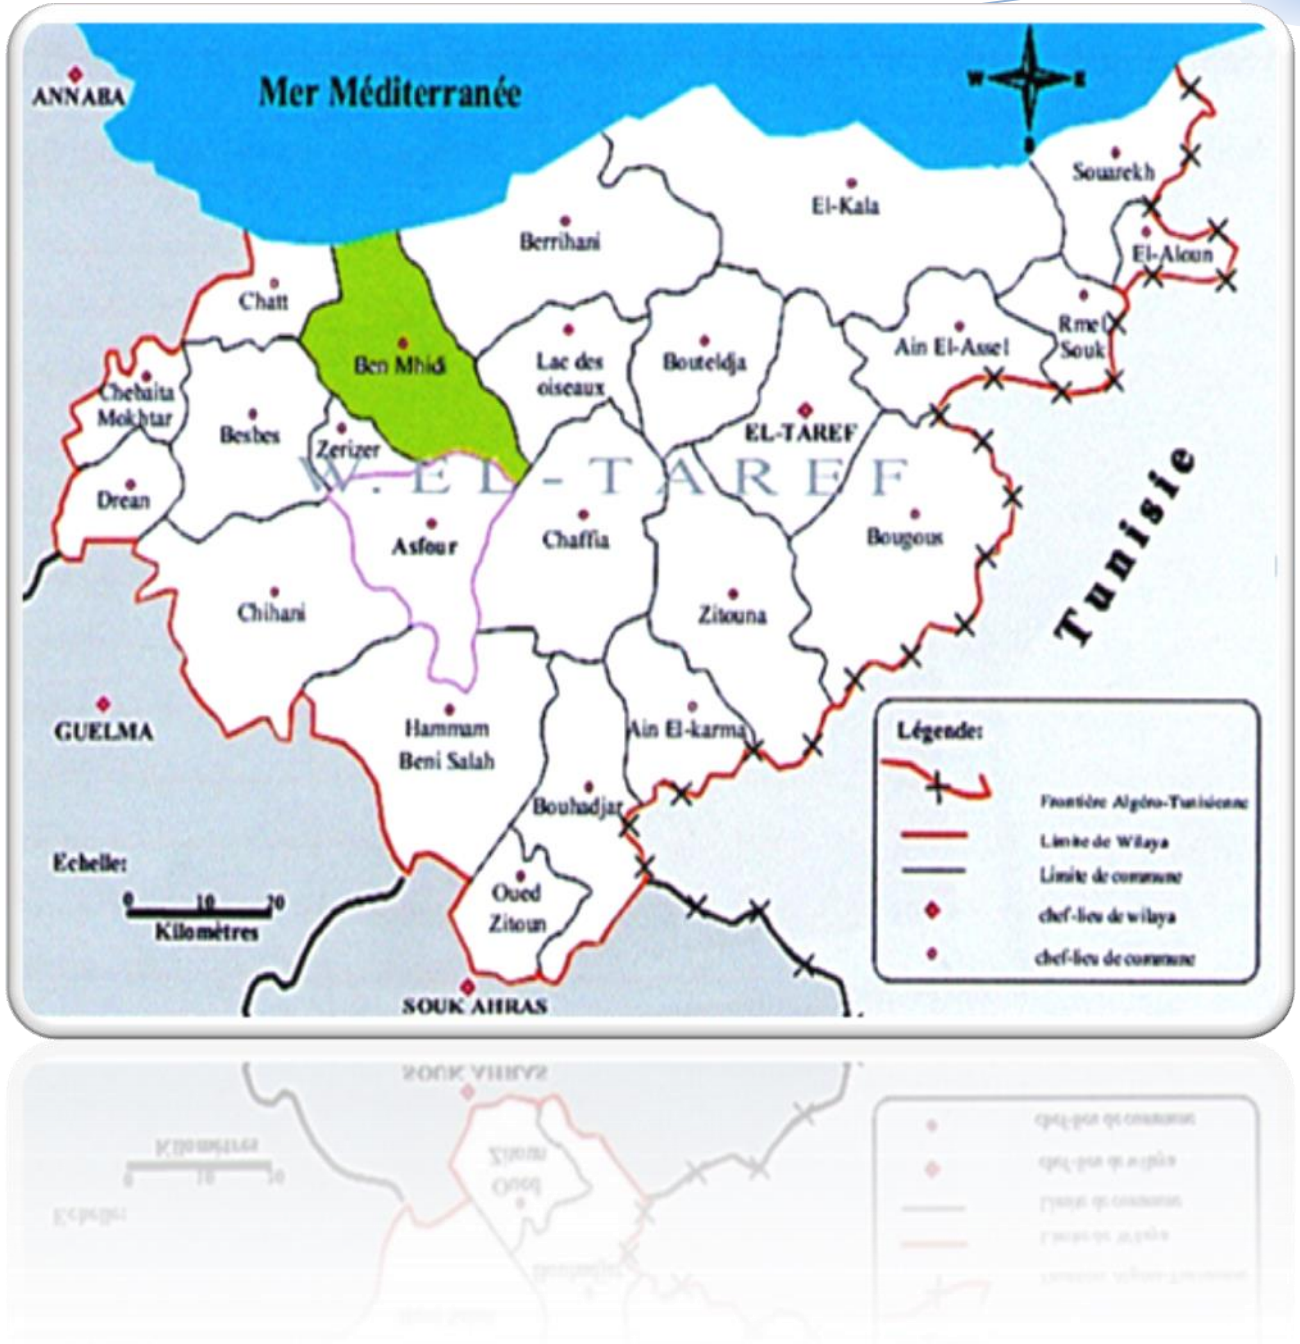 Mer Méditerranée
ANNABA
W
E
S
Souarekh
El-Kala
Berrihani
El-Aioun
Chatt
Rmel
Souk
Ain El-Assel
Ben Mhidi
Lac des
oiseaux
Bouteldja
Chebaita
Mokhtar
Besbes
Zerizer
EL-TAREF
W. EL-TAREF
Drean
Asfour
Chaffia
Bougous
Tunisie
Chihani
Zitouna
GUELMA
Hammam
Beni Salah
Ain El-karma
Bouhadjar
Oued
Zitoun
SOUK AHRAS
Echelle:
0 10 20
Kilomètres
Légende:
Frontière Algéro-Tunisienne
Limite de Wilaya
Limite de commune
chef-lieu de wilaya
chef-lieu de commune